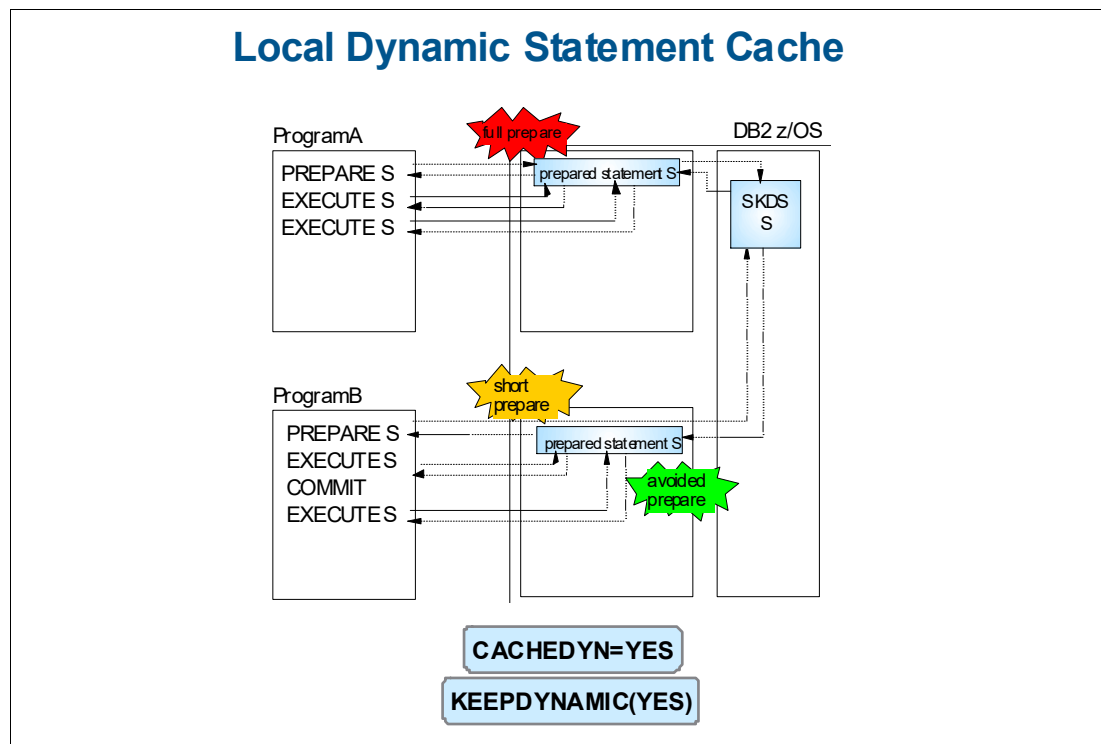 Local Dynamic Statement Cache
ProgramA
full prepare
DB2 z/OS
PREPARE S
EXECUTE S
EXECUTE S
prepared statement S
SKDS
S
ProgramB
short
prepare
PREPARE S
EXECUTE S
COMMIT
EXECUTE S
prepared statement S
avoided
prepare
CACHEDYN=YES
KEEPDYNAMIC(YES)